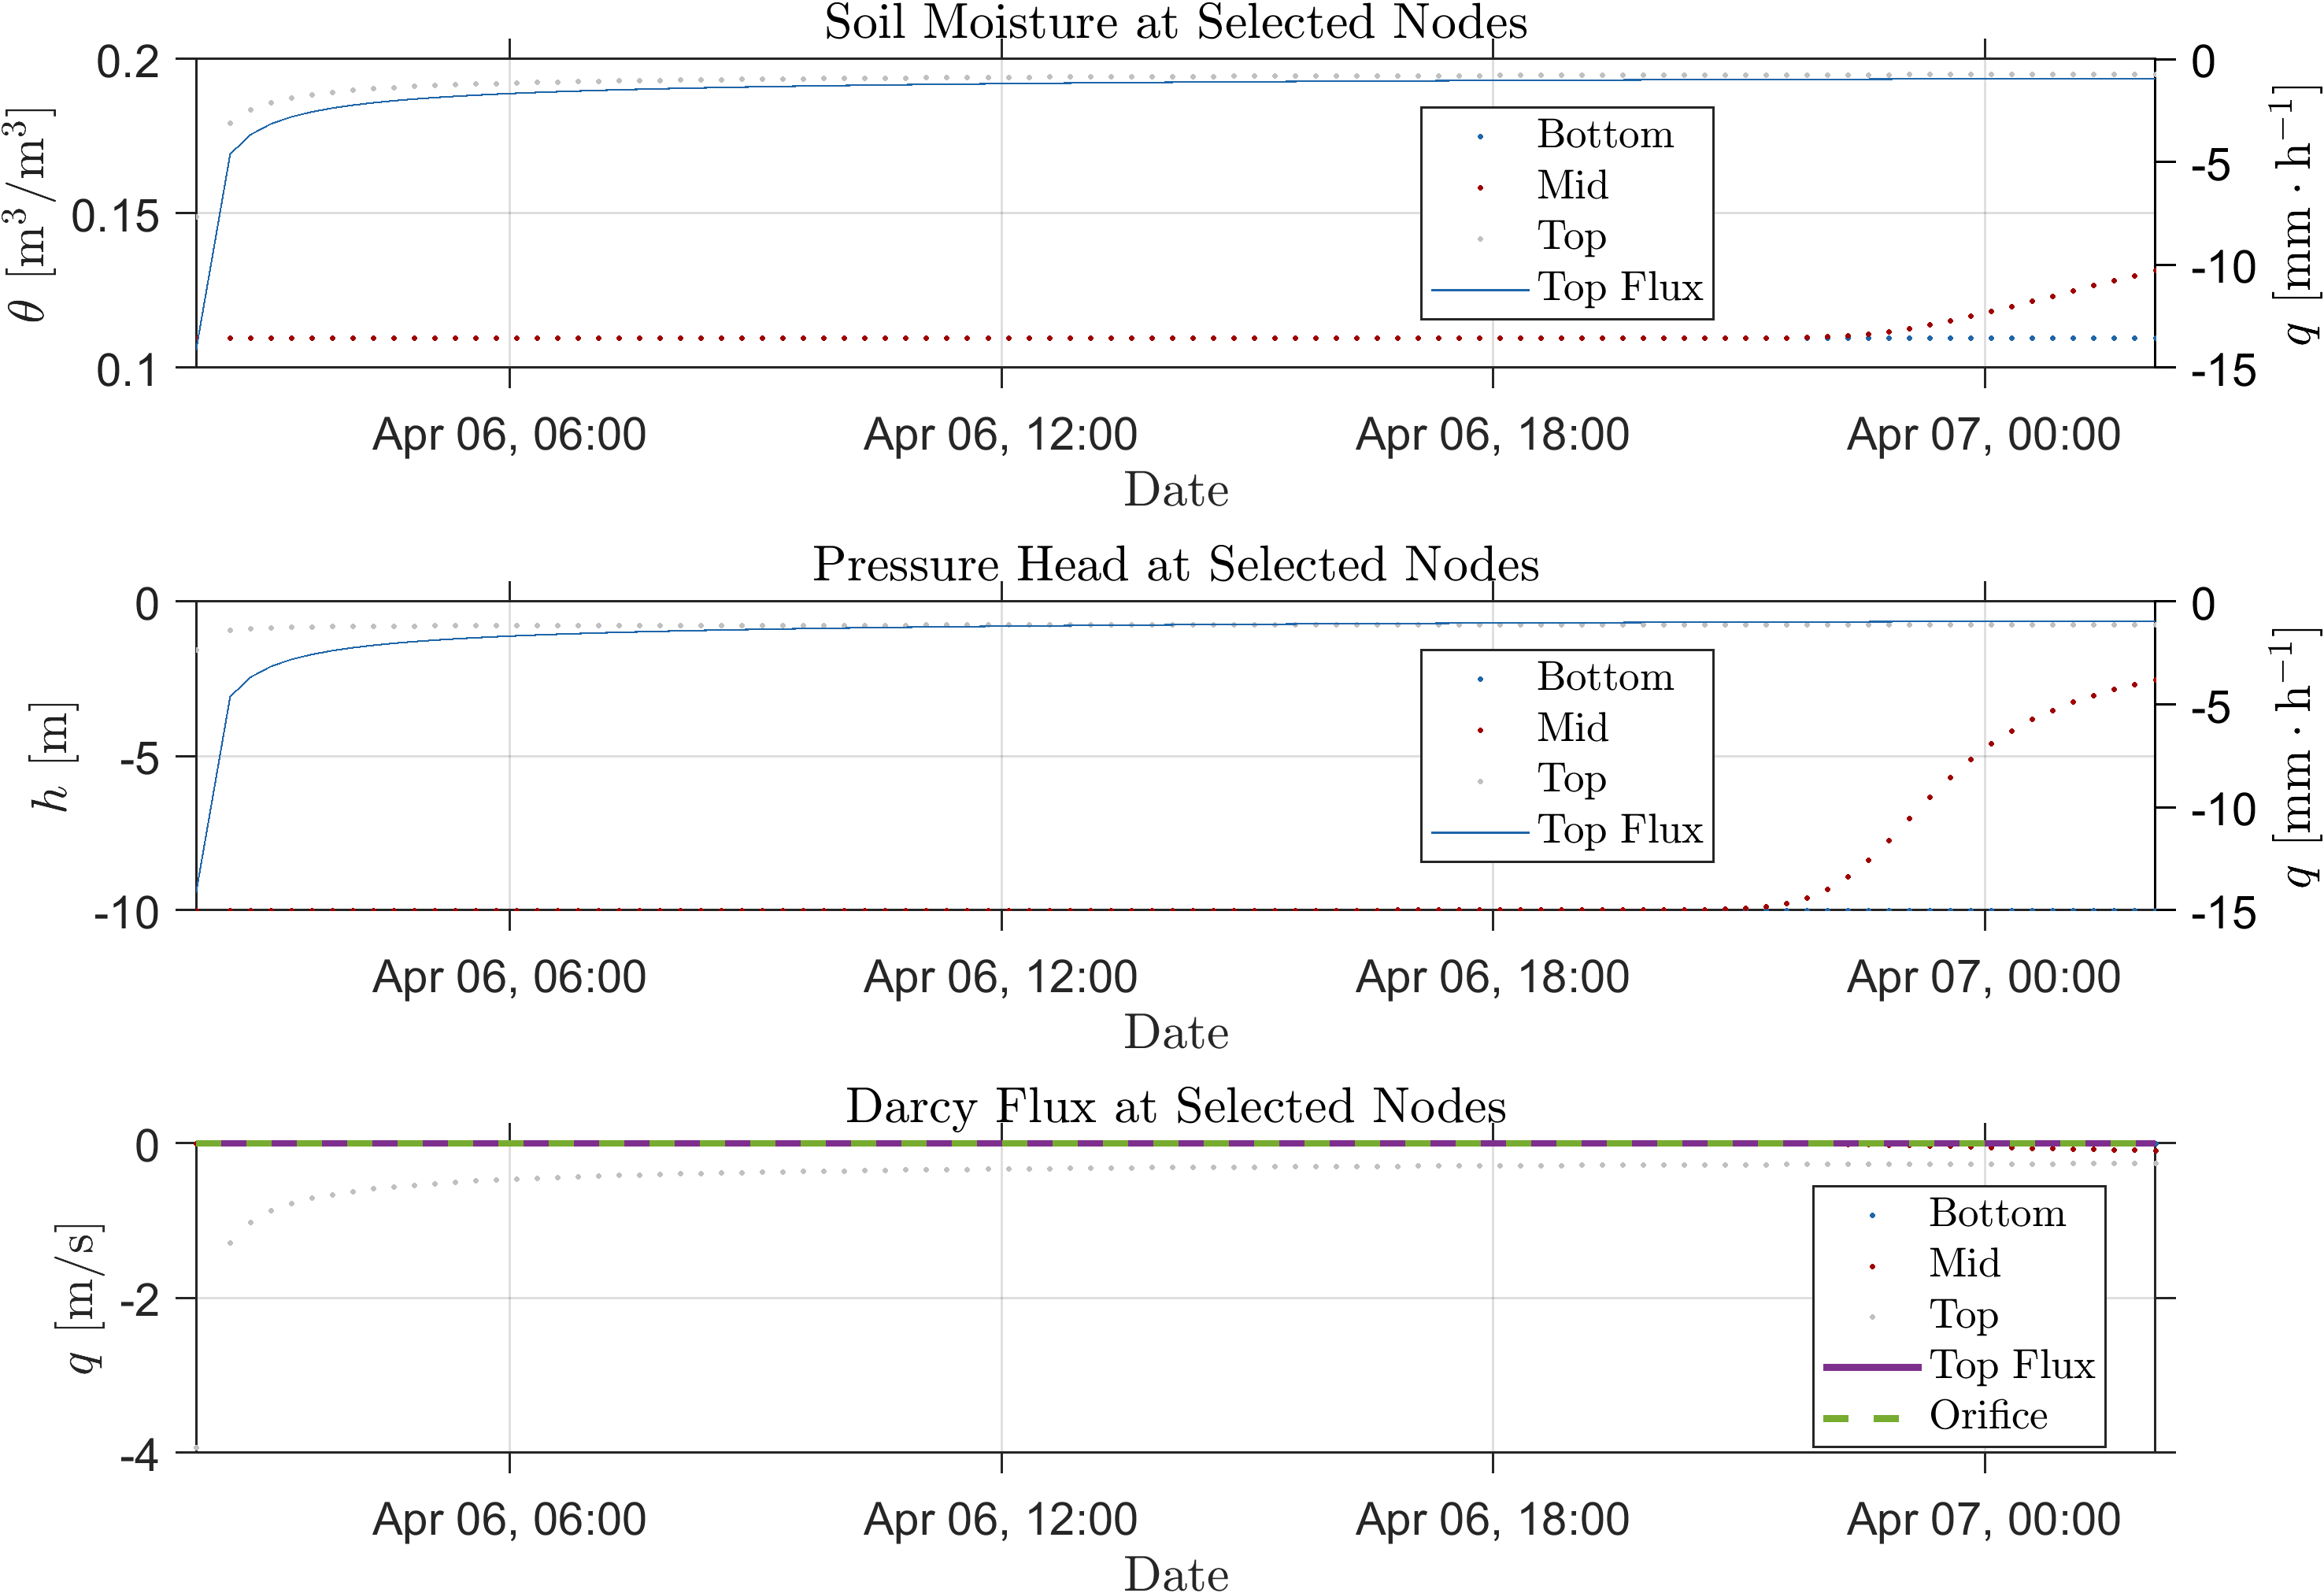 Soil Moisture at Selected Nodes
θ [m³/m³]
0.2
0.15
0.1
0
-5
-10
-15
q [mm · h⁻¹]
Bottom
Mid
Top
Top Flux
Apr 06, 06:00
Apr 06, 12:00
Apr 06, 18:00
Apr 07, 00:00
Date
Pressure Head at Selected Nodes
h [m]
0
-5
-10
0
-5
-10
-15
q [mm · h⁻¹]
Bottom
Mid
Top
Top Flux
Apr 06, 06:00
Apr 06, 12:00
Apr 06, 18:00
Apr 07, 00:00
Date
Darcy Flux at Selected Nodes
q [m/s]
0
-2
-4
Bottom
Mid
Top
Top Flux
Orifice
Apr 06, 06:00
Apr 06, 12:00
Apr 06, 18:00
Apr 07, 00:00
Date